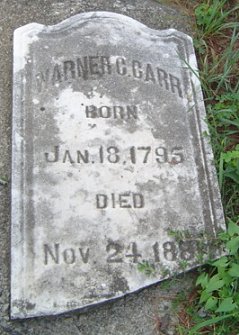 WARNER C. CARR
BORN
JAN. 18, 1795
DIED
NOV. 24,